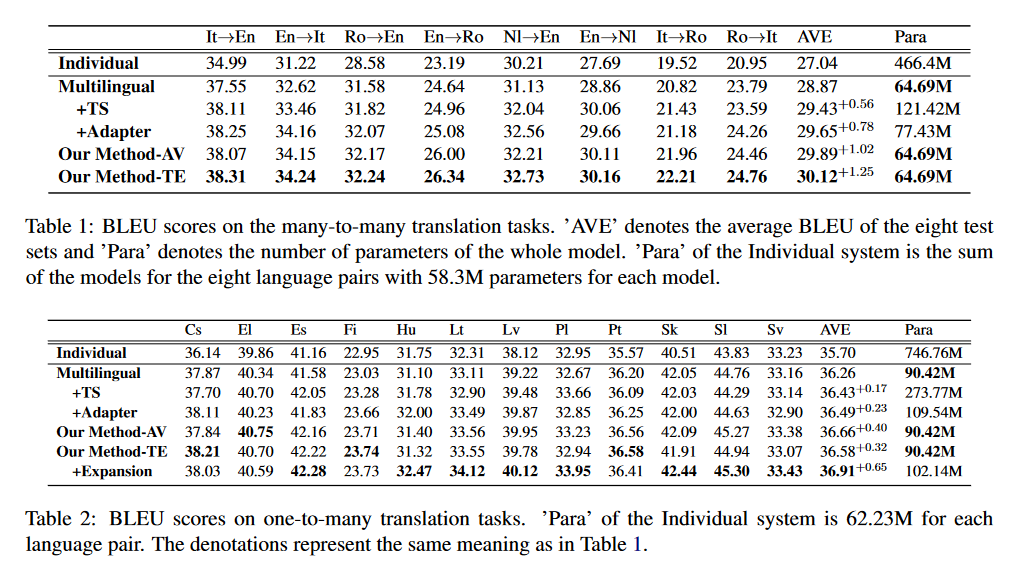 It→En En→It Ro→En En→Ro Nl→En En→Nl It→Ro Ro→It AVE Para
Individual 34.99 31.22 28.58 23.19 30.21 27.69 19.52 20.95 27.04 466.4M
Multilingual 37.55 32.62 31.58 24.64 31.13 28.86 20.82 23.79 28.87 64.69M
+TS 38.11 33.46 31.82 24.96 32.04 30.06 21.43 23.59 29.43+0.56 121.42M
+Adapter 38.25 34.16 32.07 25.08 32.56 29.66 21.18 24.26 29.65+0.78 77.43M
Our Method-AV 38.07 34.15 32.17 26.00 32.21 30.11 21.96 24.46 29.89+1.02 64.69M
Our Method-TE 38.31 34.24 32.24 26.34 32.73 30.16 22.21 24.76 30.12+1.25 64.69M
Table 1: BLEU scores on the many-to-many translation tasks. ’AVE’ denotes the average BLEU of the eight test
sets and ’Para’ denotes the number of parameters of the whole model. ’Para’ of the Individual system is the sum
of the models for the eight language pairs with 58.3M parameters for each model.
Cs El Es Fi Hu Lt Lv Pl Pt Sk Sl Sv AVE Para
Individual 36.14 39.86 41.16 22.95 31.75 32.31 38.12 32.95 35.57 40.51 43.83 33.23 35.70 746.76M
Multilingual 37.87 40.34 41.58 23.03 31.10 33.11 39.22 32.67 36.20 42.05 44.76 33.16 36.26 90.42M
+TS 37.70 40.70 42.05 23.28 31.78 32.90 39.48 33.66 36.09 42.03 44.29 33.14 36.43+0.17 273.77M
+Adapter 38.11 40.23 41.83 23.66 32.00 33.49 39.87 32.85 36.25 42.00 44.63 32.90 36.49+0.23 109.54M
Our Method-AV 37.84 40.75 42.16 23.71 31.40 33.56 39.95 33.23 36.56 42.09 45.27 33.38 36.66+0.40 90.42M
Our Method-TE 38.21 40.70 42.22 23.74 31.32 33.55 39.78 32.94 36.58 41.91 44.94 33.07 36.58+0.32 90.42M
+Expansion 38.03 40.59 42.28 23.73 32.47 34.12 40.12 33.95 36.41 42.44 45.30 33.43 36.91+0.65 102.14M
Table 2: BLEU scores on one-to-many translation tasks. ’Para’ of the Individual system is 62.23M for each
language pair. The denotations represent the same meaning as in Table 1.